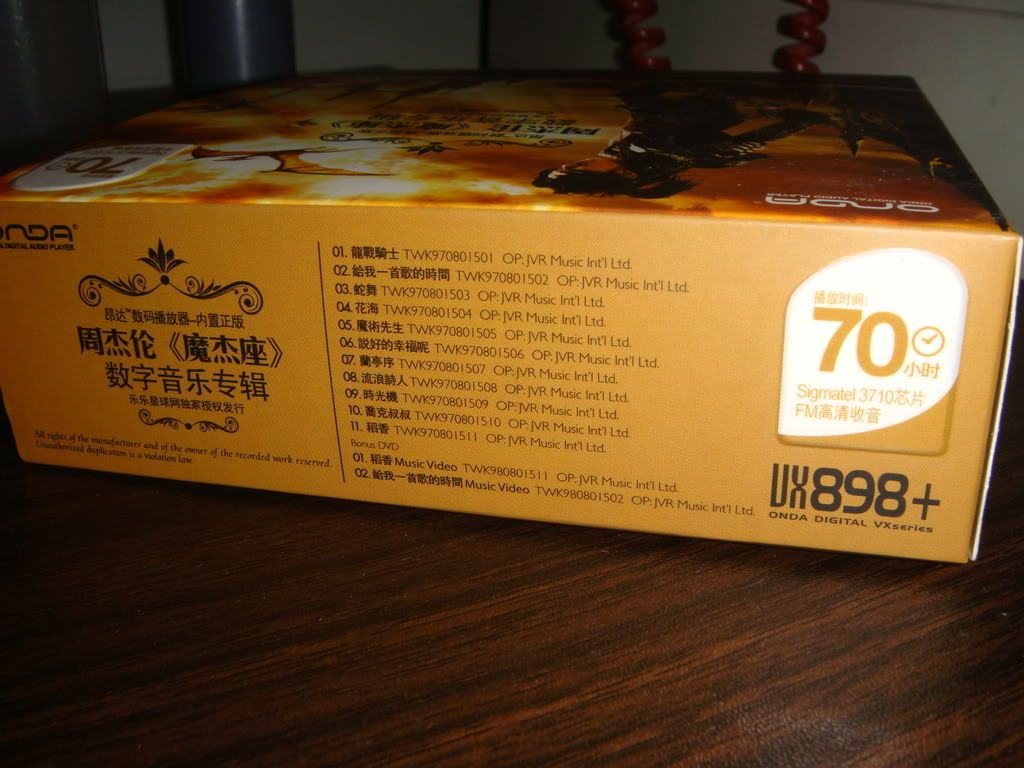 周杰伦《魔杰座》
70
ONDA
ONDA DIGITAL AUDIO PLAYER
ONDA®
DIGITAL AUDIO PLAYER
昂达™数码播放器—内置正版
周杰伦《魔杰座》
数字音乐专辑
乐乐星球网独家授权发行
All rights of the manufacturer and of the owner of the recorded work reserved.
Unauthorized duplication is a violation law.
01. 龍戰騎士 TWK970801501 OP: JVR Music Int'l Ltd.
02. 給我一首歌的時間 TWK970801502 OP: JVR Music Int'l Ltd.
03. 蛇舞 TWK970801503 OP: JVR Music Int'l Ltd.
04. 花海 TWK970801504 OP: JVR Music Int'l Ltd.
05. 魔術先生 TWK970801505 OP: JVR Music Int'l Ltd.
06. 説好的幸福呢 TWK970801506 OP: JVR Music Int'l Ltd.
07. 蘭亭序 TWK970801507 OP: JVR Music Int'l Ltd.
08. 流浪詩人 TWK970801508 OP: JVR Music Int'l Ltd.
09. 時光機 TWK970801509 OP: JVR Music Int'l Ltd.
10. 喬克叔叔 TWK970801510 OP: JVR Music Int'l Ltd.
11. 稻香 TWK970801511 OP: JVR Music Int'l Ltd.
Bonus DVD
01. 稻香 Music Video TWK980801511 OP: JVR Music Int'l Ltd.
02. 給我一首歌的時間 Music Video TWK980801502 OP: JVR Music Int'l Ltd.
播放时间:
70小时
Sigmatel 3710芯片
FM高清收音
VX898+
ONDA DIGITAL VXseries